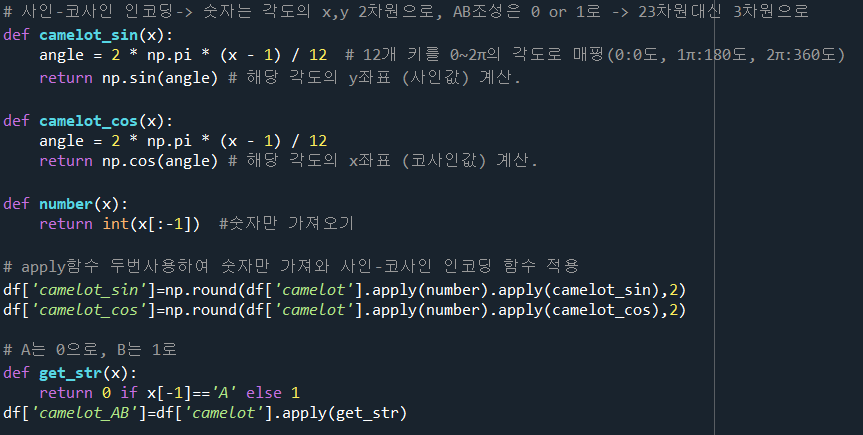 # 사인-코사인 인코딩-> 숫자는 각도의 x,y 2차원으로, AB조성은 0 or 1로 -> 23차원대신 3차원으로
def camelot_sin(x):
    angle = 2 * np.pi * (x - 1) / 12  # 12개 키를 0~2π의 각도로 매핑(0:0도, 1π:180도, 2π:360도)
    return np.sin(angle) # 해당 각도의 y좌표 (사인값) 계산.
def camelot_cos(x):
    angle = 2 * np.pi * (x - 1) / 12
    return np.cos(angle) # 해당 각도의 x좌표 (코사인값) 계산.
def number(x):
    return int(x[:-1])  #숫자만 가져오기
# apply함수 두번사용하여 숫자만 가져와 사인-코사인 인코딩 함수 적용
df['camelot_sin']=np.round(df['camelot'].apply(number).apply(camelot_sin),2)
df['camelot_cos']=np.round(df['camelot'].apply(number).apply(camelot_cos),2)
# A는 0으로, B는 1로
def get_str(x):
    return 0 if x[-1]=='A' else 1
df['camelot_AB']=df['camelot'].apply(get_str)